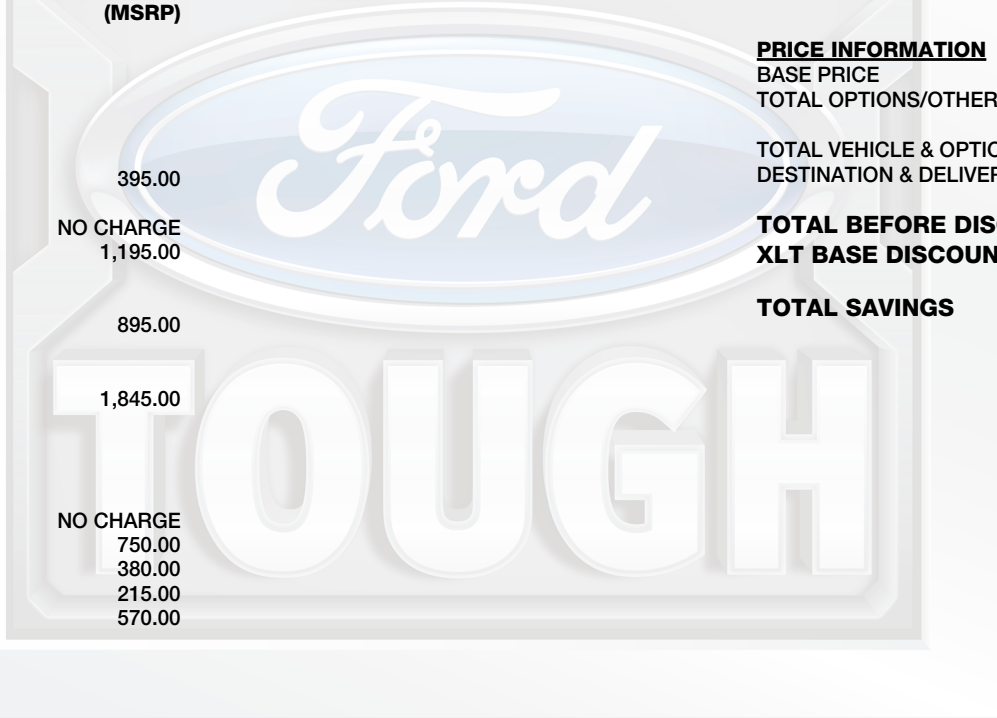 (MSRP)
395.00
NO CHARGE
1,195.00
895.00
1,845.00
NO CHARGE
750.00
380.00
215.00
570.00
PRICE INFORMATION
BASE PRICE
TOTAL OPTIONS/OTHER
TOTAL VEHICLE & OPTIO
DESTINATION & DELIVER
TOTAL BEFORE DIS
XLT BASE DISCOUN
TOTAL SAVINGS
Ford
TOUGH